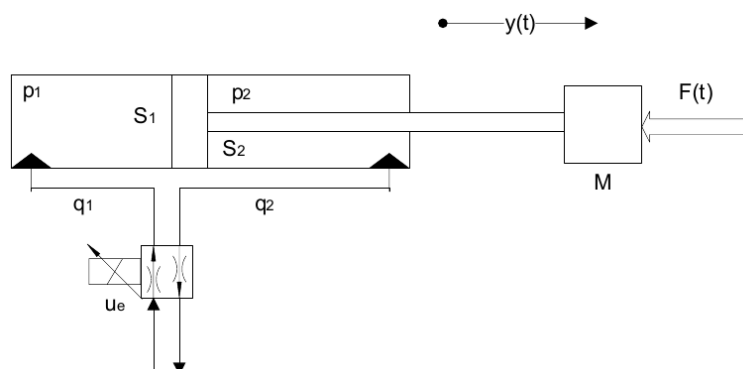 y(t)
p₁
p₂
F(t)
S₁
S₂
M
q₁
q₂
uₑ